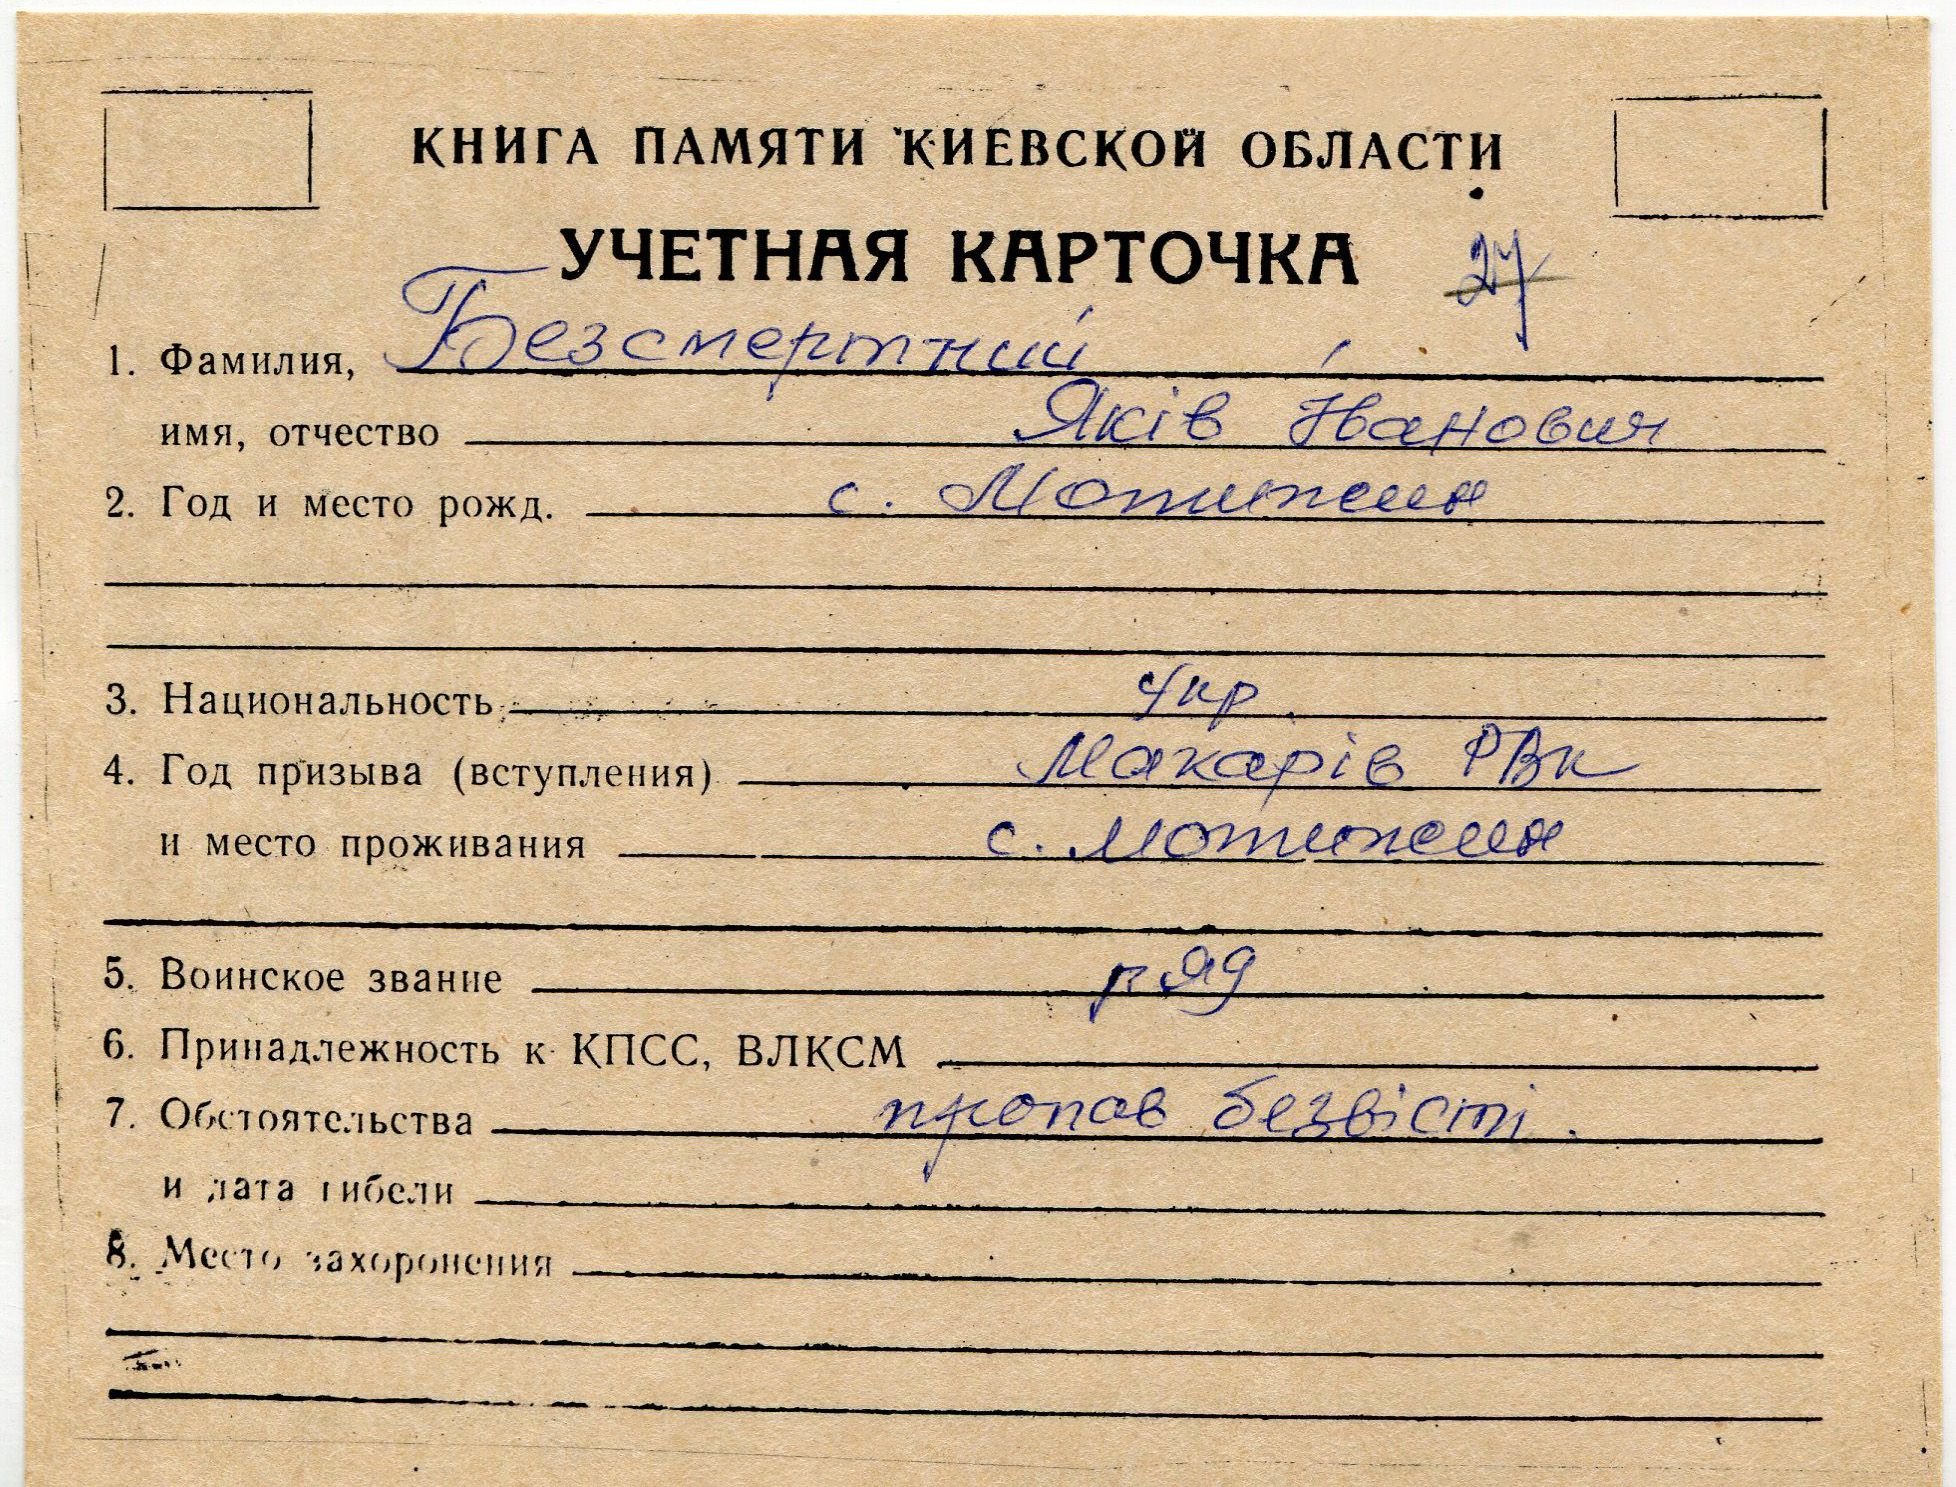 КНИГА ПАМЯТИ КИЕВСКОЙ ОБЛАСТИ
УЧЕТНАЯ КАРТОЧКА 27
1. Фамилия, Безсмертний
имя, отчество Яків Іванович
2. Год и место рожд. с. Мотижин
3. Национальность Укр.
4. Год призыва (вступления) Макарів РВК
и место проживания с. Мотижин
5. Воинское звание ряд
6. Принадлежность к КПСС, ВЛКСМ
7. Обстоятельства пропав безвісті.
и дата гибели
8. Место захоронения